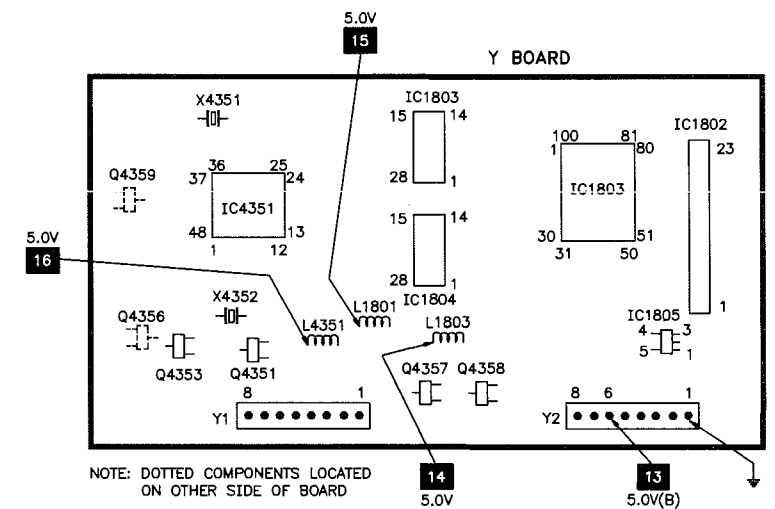 5.0V
15
Y BOARD
X4351
IC1803
15 14
28 1
100 81
1 80
IC1803
30 51
31 50
IC1802
23
1
Q4359
36 25
37 24
IC4351
48 13
1 12
5.0V
16
15 14
28 1
IC1804
X4352
L4351
L1801
L1803
IC1805
4 3
5 1
Q4356
Q4353
Q4351
Q4357 Q4358
8 1
Y1
8 6 1
Y2
NOTE: DOTTED COMPONENTS LOCATED
ON OTHER SIDE OF BOARD
14
5.0V
13
5.0V(B)